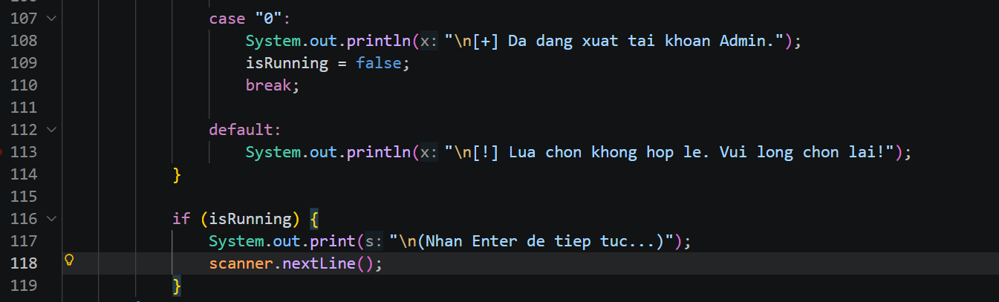 107 case "0":
108 System.out.println(x: "\n[+] Da dang xuat tai khoan Admin.");
109 isRunning = false;
110 break;
111
112 default:
113 System.out.println(x: "\n[!] Lua chon khong hop le. Vui long chon lai!");
114 }
115
116 if (isRunning) {
117 System.out.print(s: "\n(Nhan Enter de tiep tuc...)");
118 scanner.nextLine();
119 }